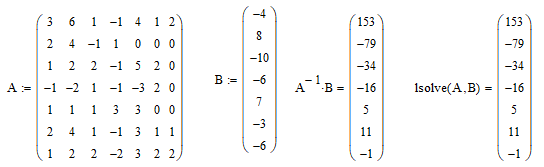 A := ( 3 6 1 -1 4 1 2
2 4 -1 1 0 0 0
1 2 2 -1 5 2 0
-1 -2 1 -1 -3 2 0
1 1 1 3 3 0 0
2 4 1 -1 3 1 1
1 2 2 -2 3 2 2 )
B := ( -4
8
-10
-6
7
-3
-6 )
A^-1·B = ( 153
-79
-34
-16
5
11
-1 )
lsolve(A,B) = ( 153
-79
-34
-16
5
11
-1 )